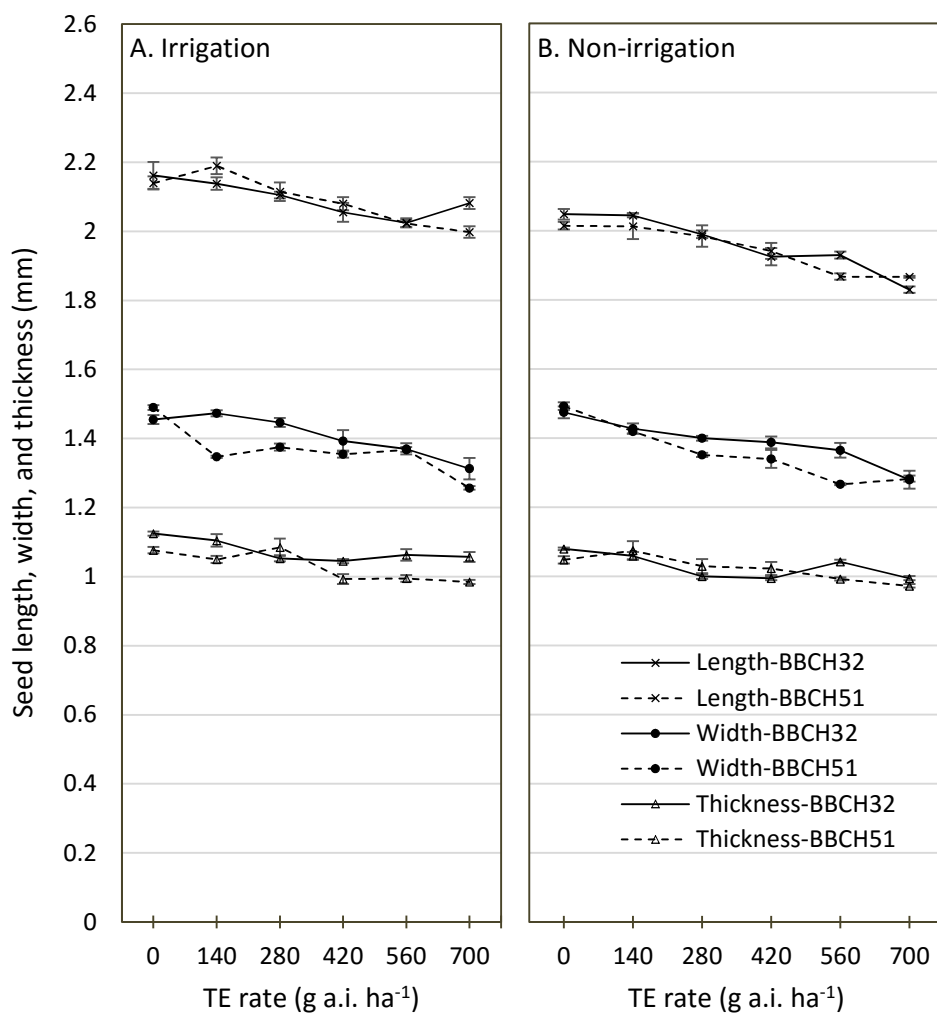 A. Irrigation
B. Non-irrigation
Seed length, width, and thickness (mm)
2.6
2.4
2.2
2
1.8
1.6
1.4
1.2
1
0.8
0.6
0.4
0.2
0
Length-BBCH32
Length-BBCH51
Width-BBCH32
Width-BBCH51
Thickness-BBCH32
Thickness-BBCH51
0 140 280 420 560 700
0 140 280 420 560 700
TE rate (g a.i. ha⁻¹)
TE rate (g a.i. ha⁻¹)